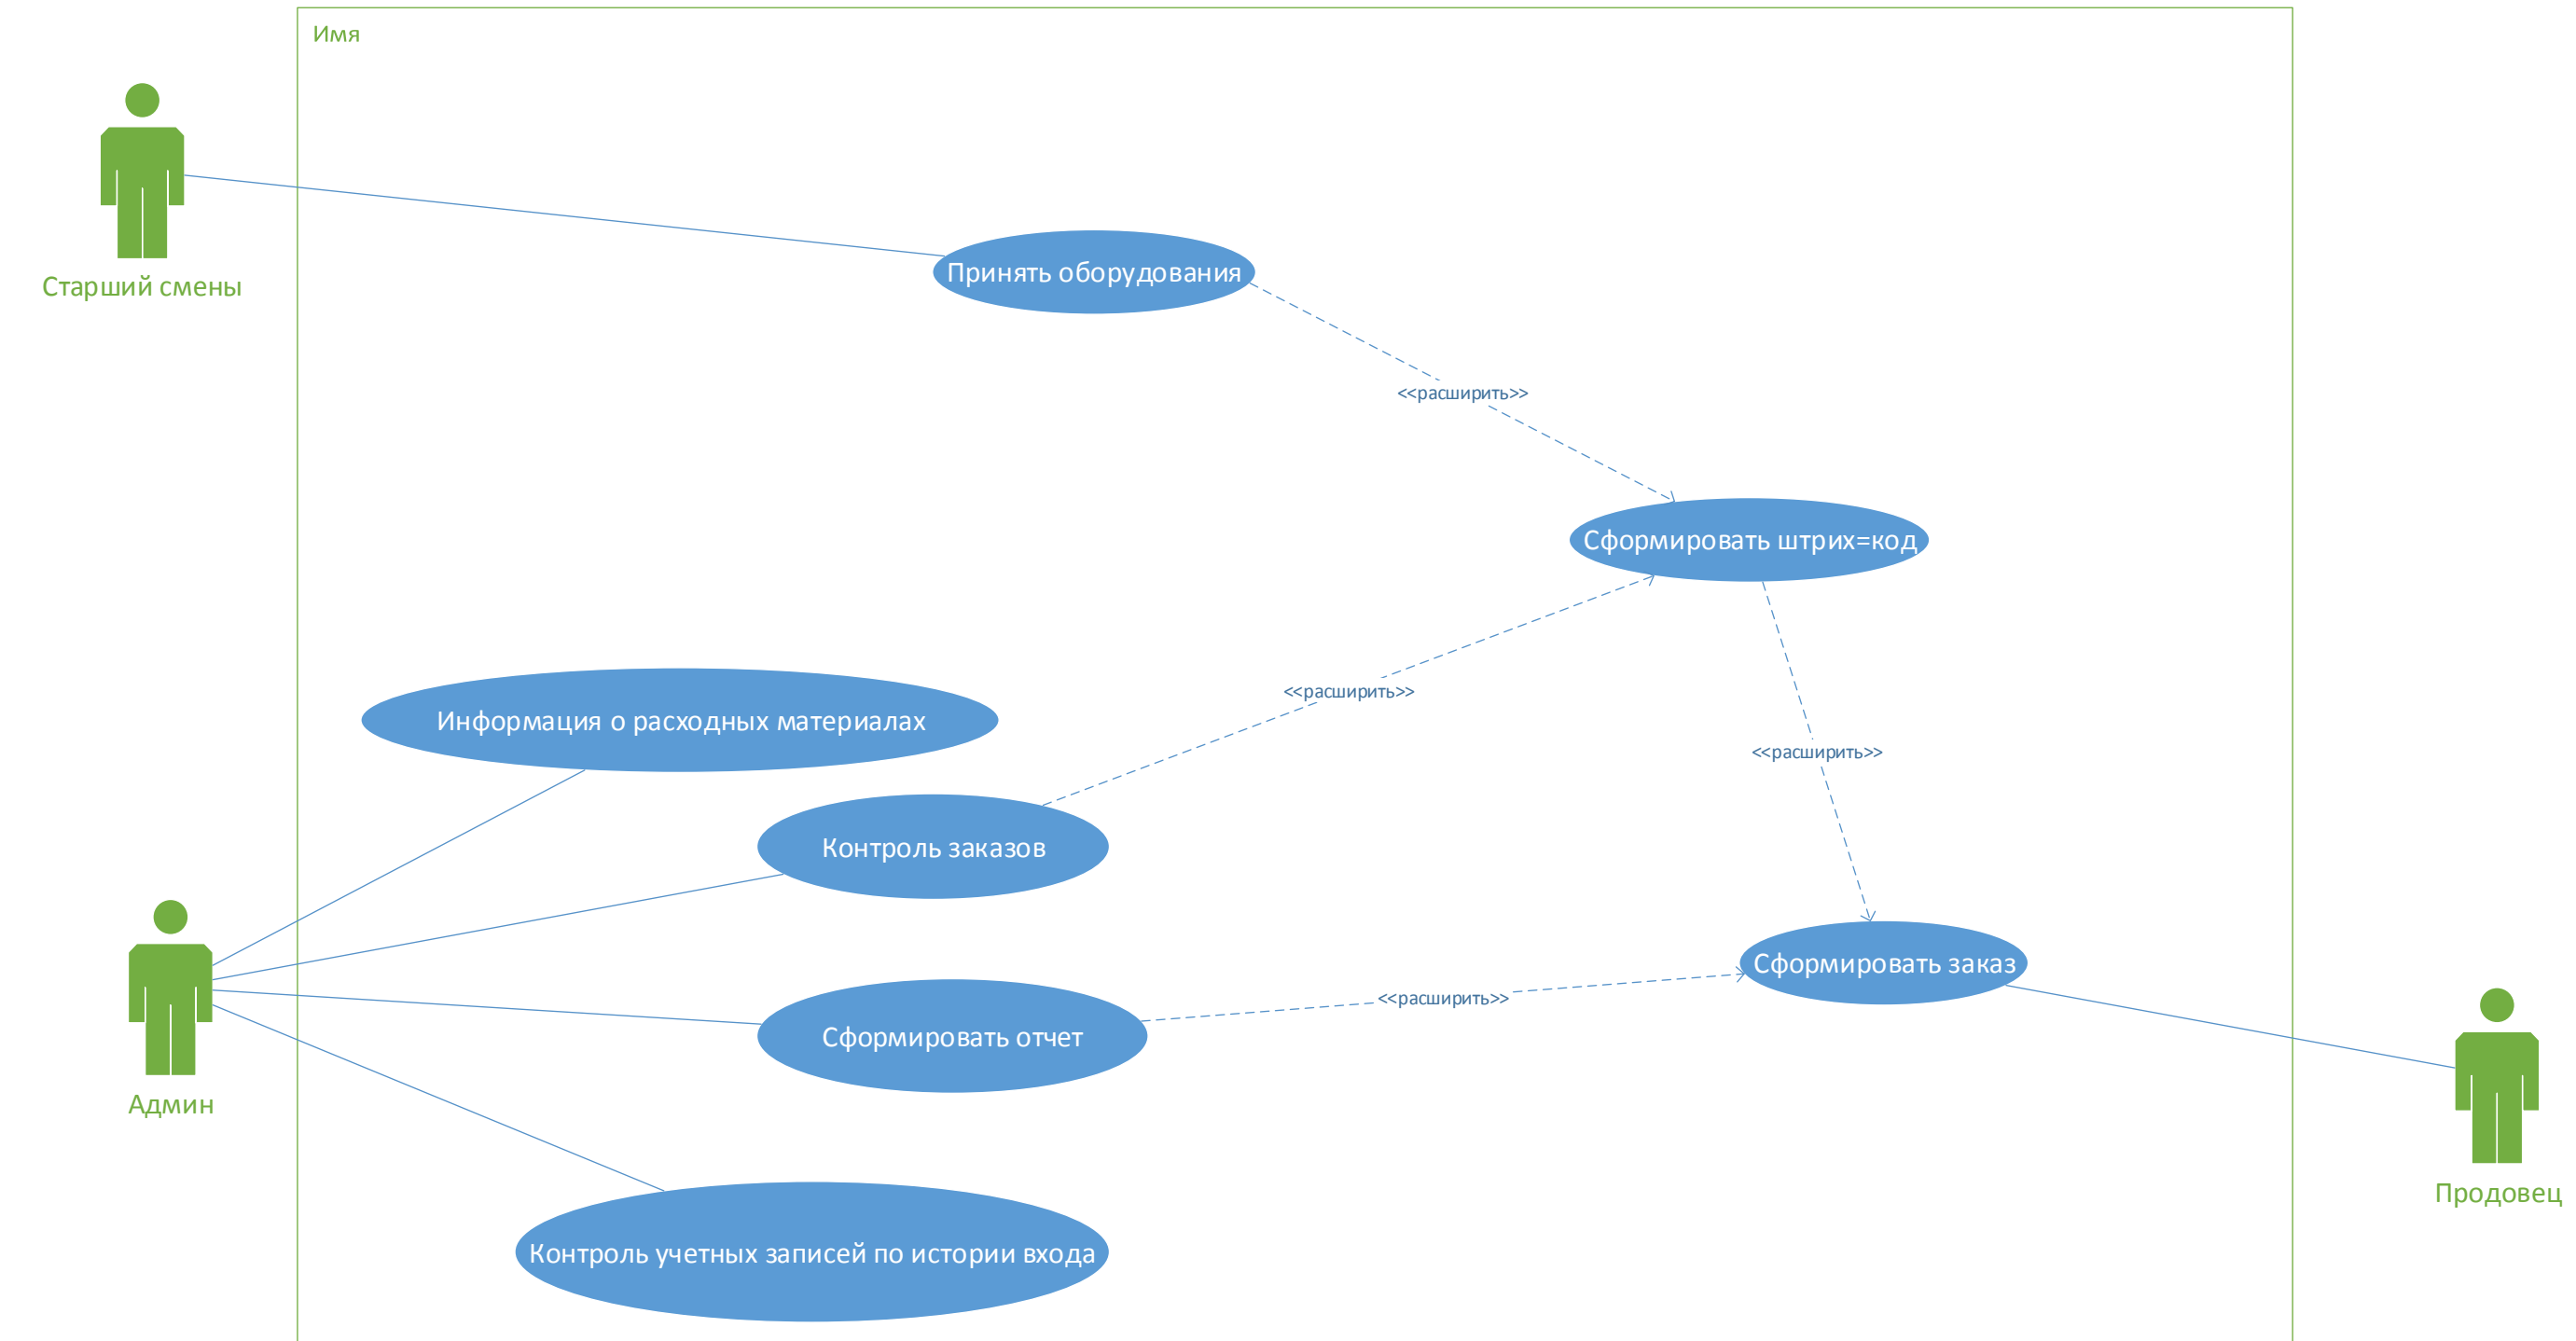 Имя
Старший смены
Принять оборудования
<<расширить>>
Сформировать штрих=код
<<расширить>>
Информация о расходных материалах
<<расширить>>
Контроль заказов
Сформировать заказ
<<расширить>>
Сформировать отчет
Админ
Продовец
Контроль учетных записей по истории входа